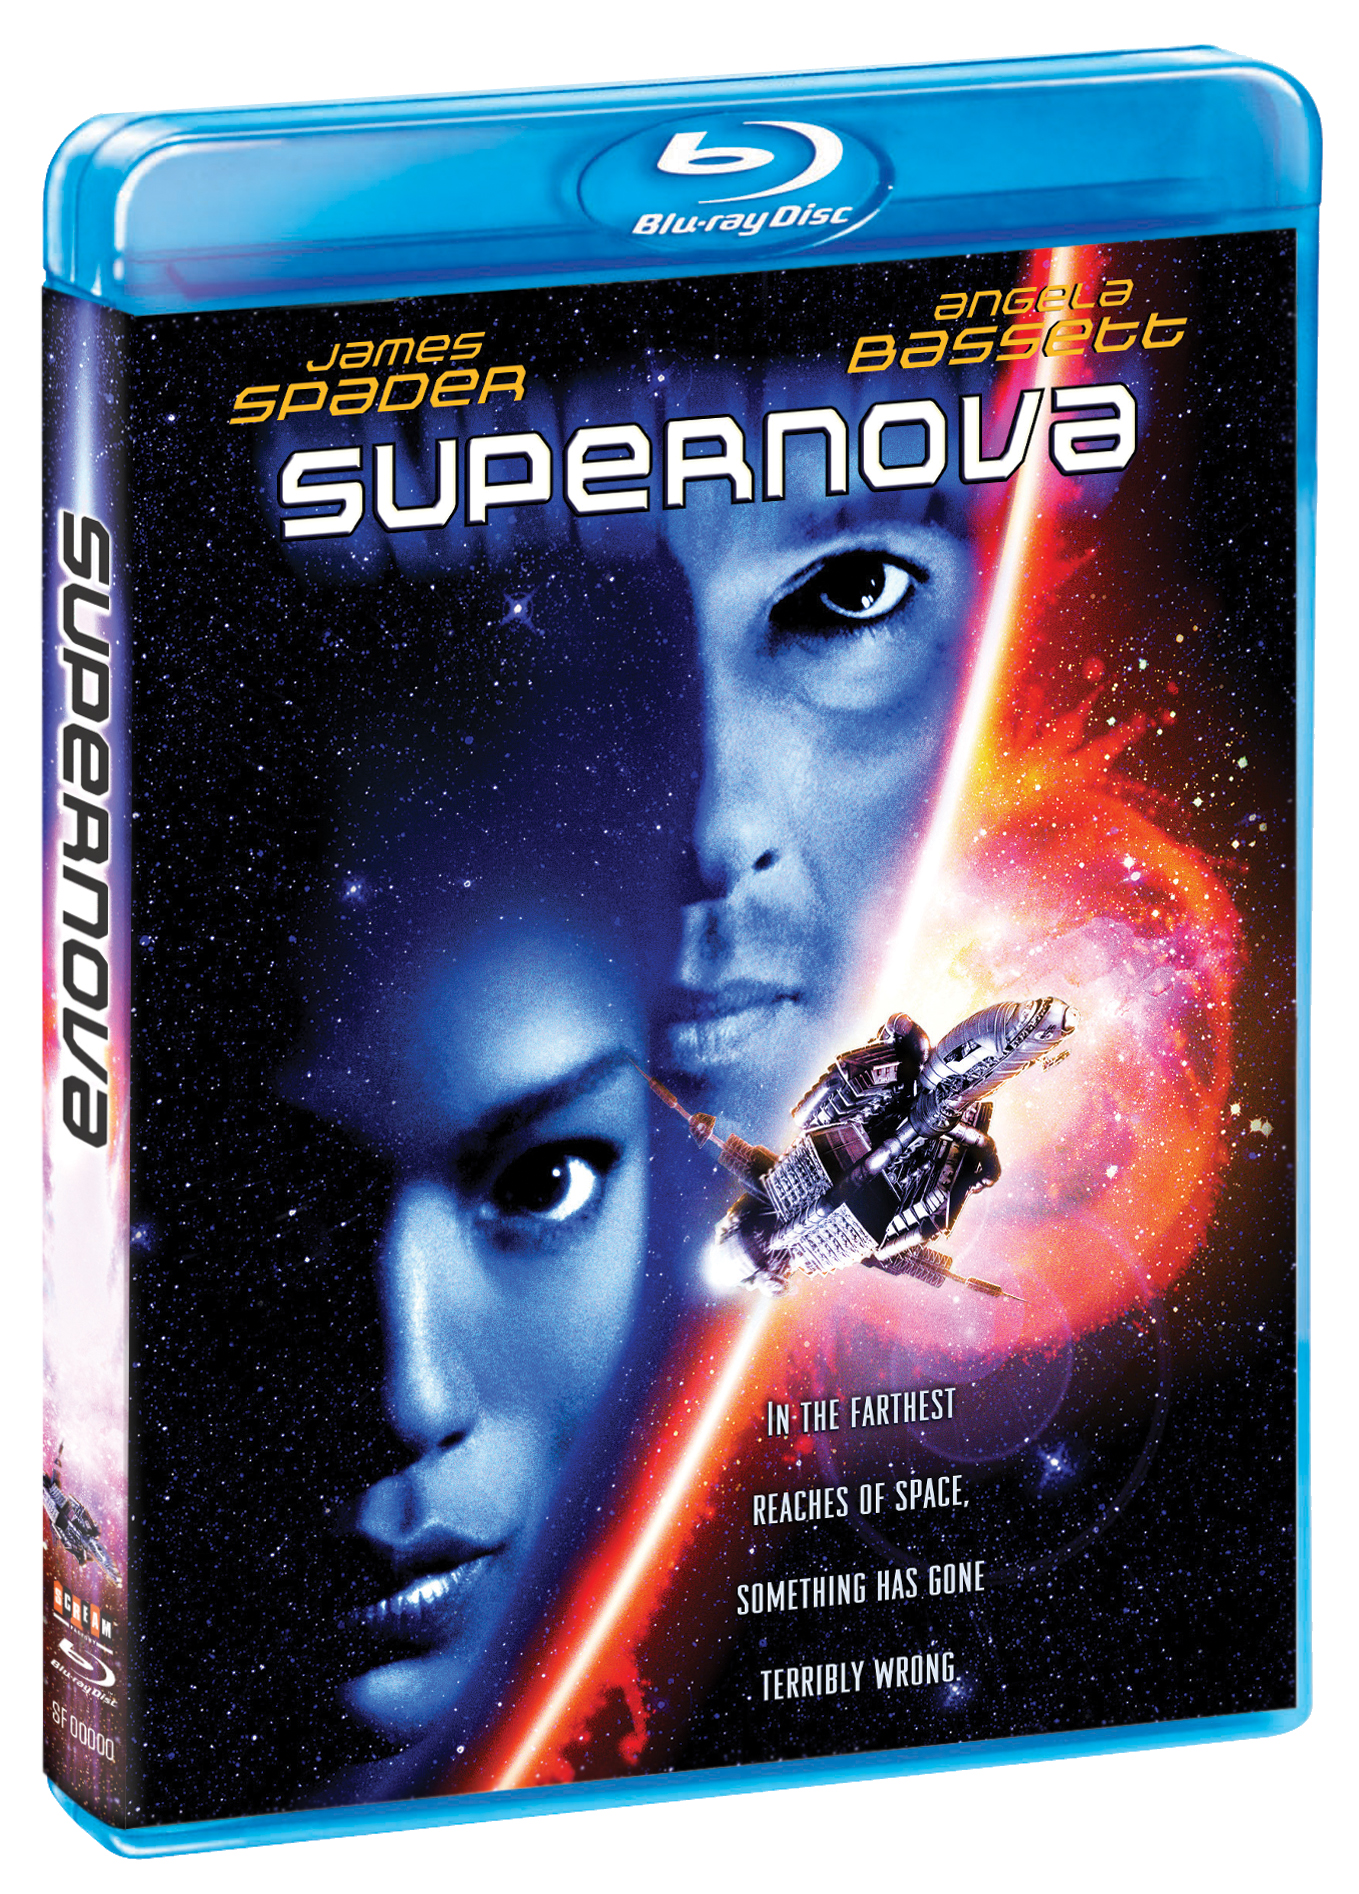 Blu-ray Disc
James
Spader
Angela
Bassett
Supernova
In the farthest
reaches of space,
something has gone
terribly wrong.
Supernova
SCREAM
FACTORY
Blu-ray Disc
SF 00000